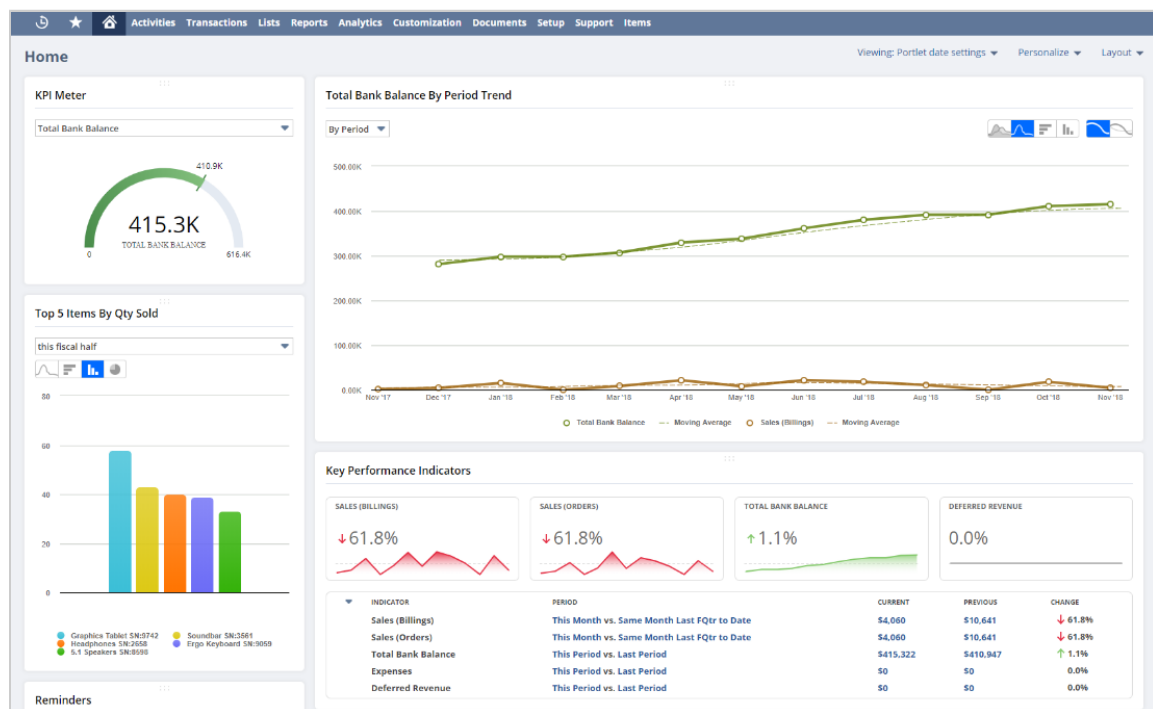 Activities Transactions Lists Reports Analytics Customization Documents Setup Support Items
Home
Viewing: Portlet date settings Personalize Layout
KPI Meter
Total Bank Balance
410.9K
415.3K
TOTAL BANK BALANCE
0
616.4K
Top 5 Items By Qty Sold
this fiscal half
80
60
40
20
0
Graphics Tablet SN:9742 Soundbar SN:3561
Headphones SN:2658 Ergo Keyboard SN:9059
5.1 Speakers SN:8598
Reminders
Total Bank Balance By Period Trend
By Period
500.00K
400.00K
300.00K
200.00K
100.00K
0.00K
Nov '17 Dec '17 Jan '18 Feb '18 Mar '18 Apr '18 May '18 Jun '18 Jul '18 Aug '18 Sep '18 Oct '18 Nov '18
Total Bank Balance Moving Average Sales (Billings) Moving Average
Key Performance Indicators
SALES (BILLINGS) SALES (ORDERS) TOTAL BANK BALANCE DEFERRED REVENUE
61.8% 61.8% 1.1% 0.0%
INDICATOR PERIOD CURRENT PREVIOUS CHANGE
Sales (Billings) This Month vs. Same Month Last FQtr to Date $4,060 $10,641 61.8%
Sales (Orders) This Month vs. Same Month Last FQtr to Date $4,060 $10,641 61.8%
Total Bank Balance This Period vs. Last Period $415,322 $410,947 1.1%
Expenses This Period vs. Last Period $0 $0 0.0%
Deferred Revenue This Period vs. Last Period $0 $0 0.0%